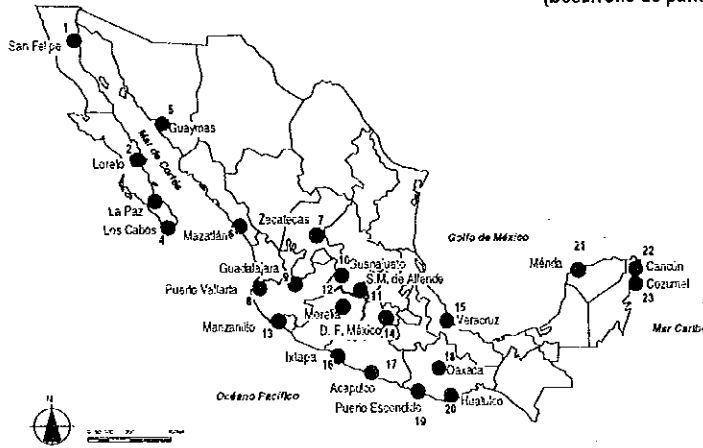 1
San Felipe
5
Guaymas
Mar de Cortés
2
Loreto
La Paz
Los Cabos
4
Mazatlán
6
Zacatecas
7
Golfo de México
Guadalajara
9
10
Guanajuato
S.M. de Allende
11
12
Puerto Vallarta
8
Morelia
D. F. México
14
Manzanillo
13
15
Veracruz
21
Mérida
22
Cancún
Cozumel
23
Mar Caribe
Ixtapa
16
17
Acapulco
18
Oaxaca
Puerto Escondido
19
20
Huatulco
Océano Pacífico
N